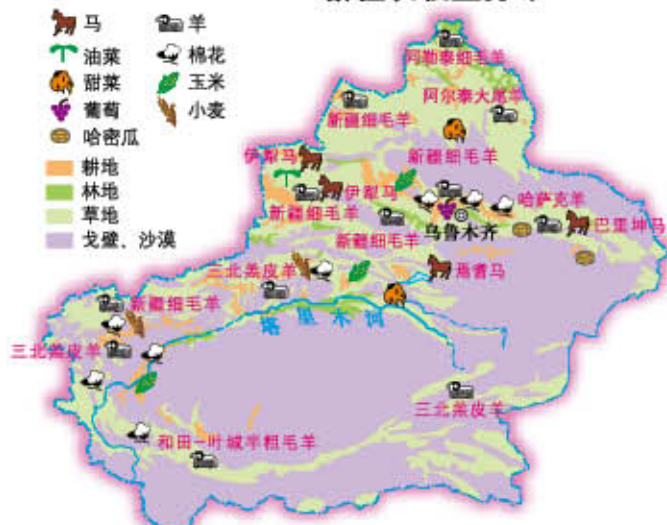 马 羊
油菜 棉花
甜菜 玉米
葡萄 小麦
哈密瓜
耕地
林地
草地
戈壁、沙漠
阿勒泰细毛羊
阿尔泰大尾羊
新疆细毛羊
伊犁马
新疆细毛羊
伊犁马
哈萨克羊
新疆细毛羊
巴里坤马
乌鲁木齐
新疆细毛羊
三北羔皮羊
焉耆马
新疆细毛羊
塔里木河
三北羔皮羊
三北羔皮羊
和田-叶城半粗毛羊